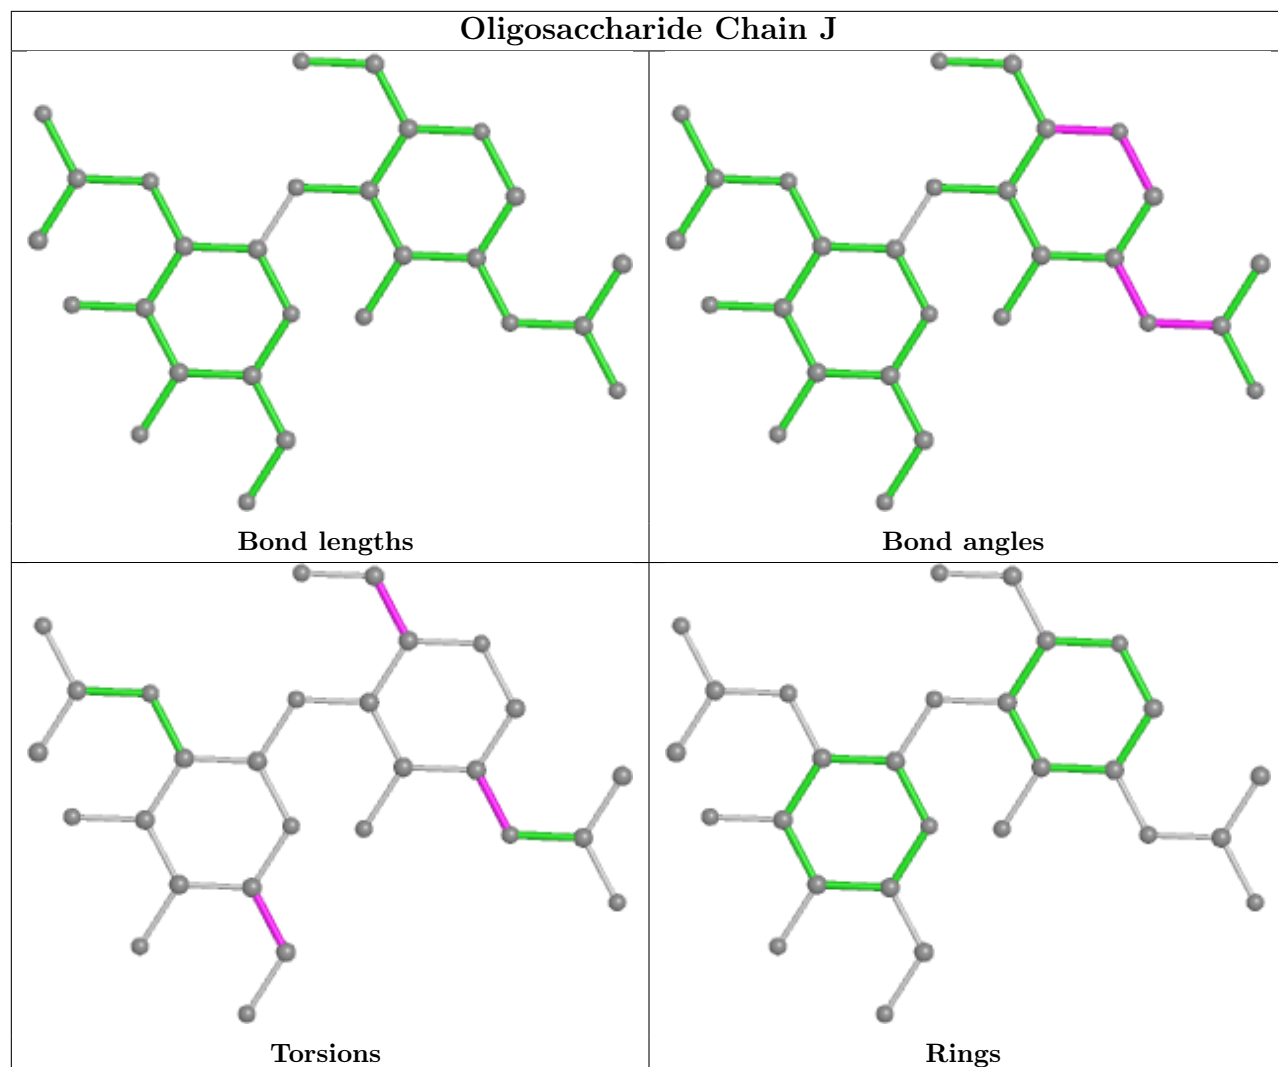 Oligosaccharide Chain J
Bond lengths
Bond angles
Torsions
Rings